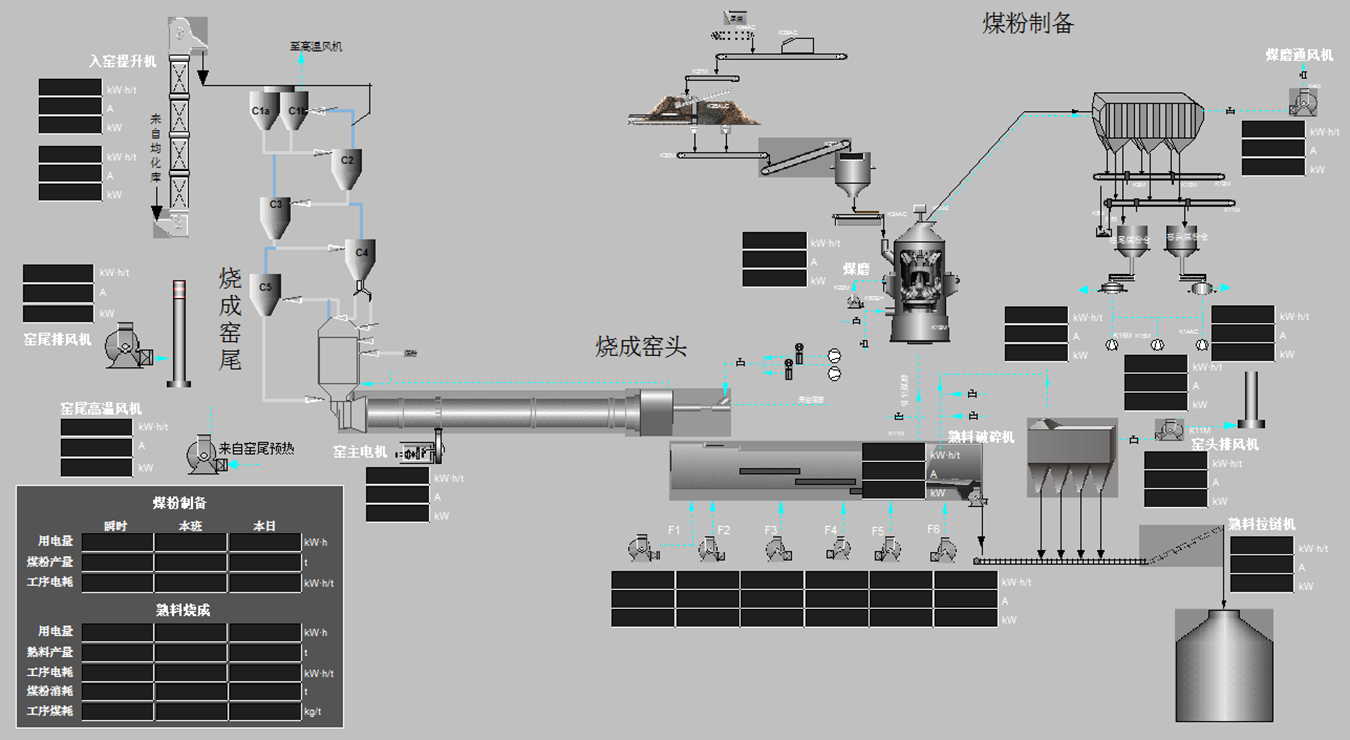 煤粉制备
至高温风机
入窑提升机
煤磨通风机
kW·h/t
A
kW
kW·h/t
A
kW
来自均化库
C1a
C2
C3
C4
C5
kW·h/t
A
kW
kW·h/t
A
kW
煤磨
kW·h/t
A
kW
窑尾排风机
烧成窑尾
烧成窑头
kW·h/t
A
kW
kW·h/t
A
kW
kW·h/t
A
kW
窑尾高温风机
kW·h/t
A
kW
来自窑尾预热
窑主电机
kW·h/t
A
kW
熟料破碎机
kW·h/t
A
kW
K11M
窑头排风机
kW·h/t
A
kW
F1
F2
F3
F4
F5
F6
kW·h/t
A
kW
熟料拉链机
kW·h/t
A
kW
煤粉制备
瞬时 本班 本日
用电量 kW·h
煤粉产量 t
工序电耗 kW·h/t
熟料烧成
用电量 kW·h
熟料产量 t
工序电耗 kW·h/t
煤粉消耗 t
工序煤耗 kg/t